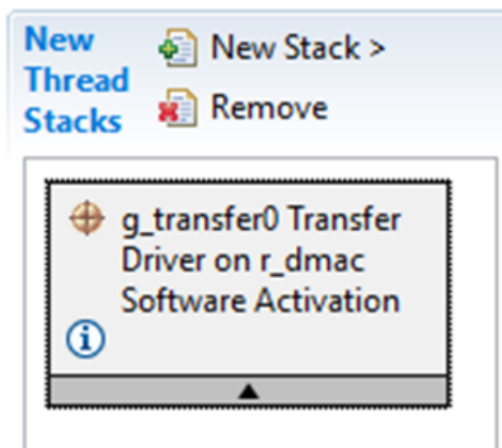 New
Thread
Stacks
New Stack >
Remove
g_transfer0 Transfer
Driver on r_dmac
Software Activation